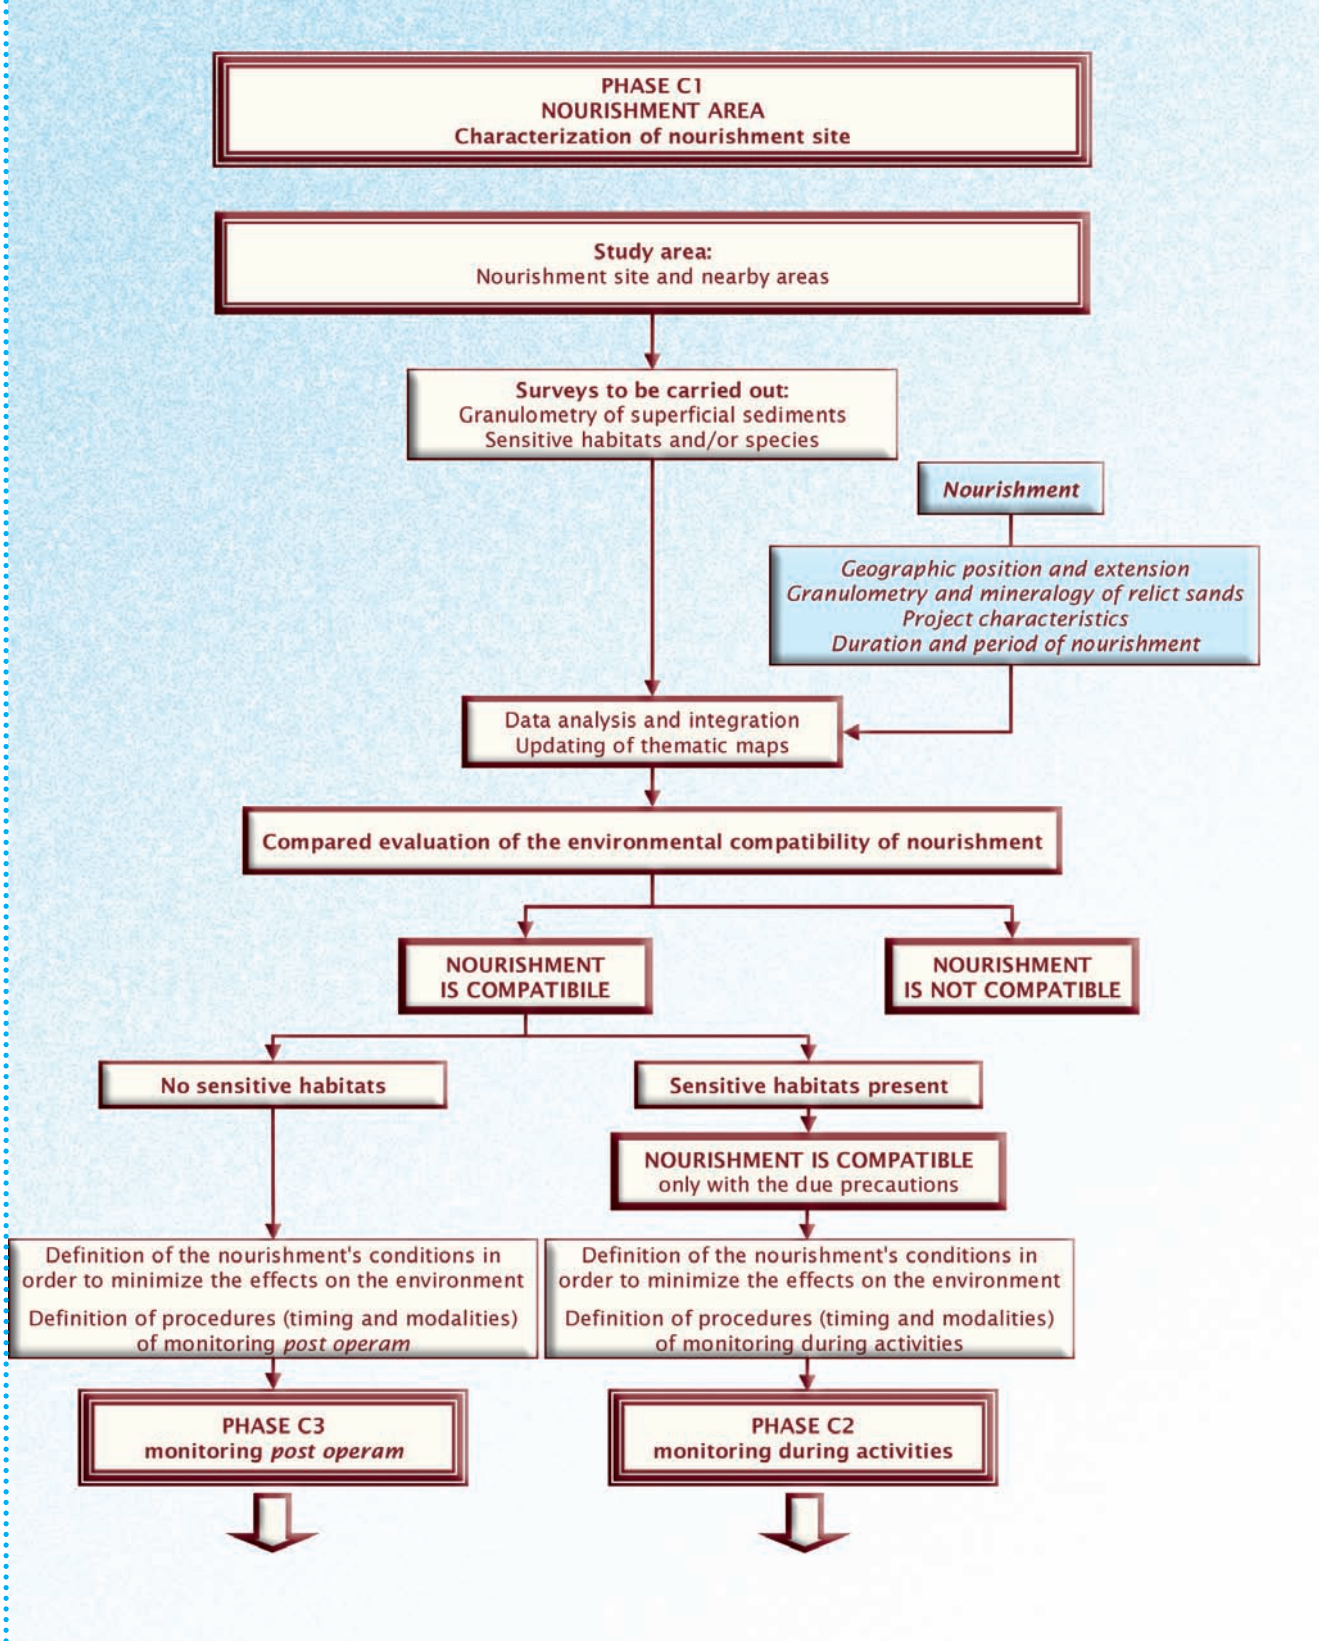 PHASE C1
NOURISHMENT AREA
Characterization of nourishment site
Study area:
Nourishment site and nearby areas
Surveys to be carried out:
Granulometry of superficial sediments
Sensitive habitats and/or species
Nourishment
Geographic position and extension
Granulometry and mineralogy of relict sands
Project characteristics
Duration and period of nourishment
Data analysis and integration
Updating of thematic maps
Compared evaluation of the environmental compatibility of nourishment
NOURISHMENT
IS COMPATIBILE
NOURISHMENT
IS NOT COMPATIBLE
No sensitive habitats
Sensitive habitats present
NOURISHMENT IS COMPATIBLE
only with the due precautions
Definition of the nourishment's conditions in
order to minimize the effects on the environment
Definition of procedures (timing and modalities)
of monitoring post operam
Definition of the nourishment's conditions in
order to minimize the effects on the environment
Definition of procedures (timing and modalities)
of monitoring during activities
PHASE C3
monitoring post operam
PHASE C2
monitoring during activities